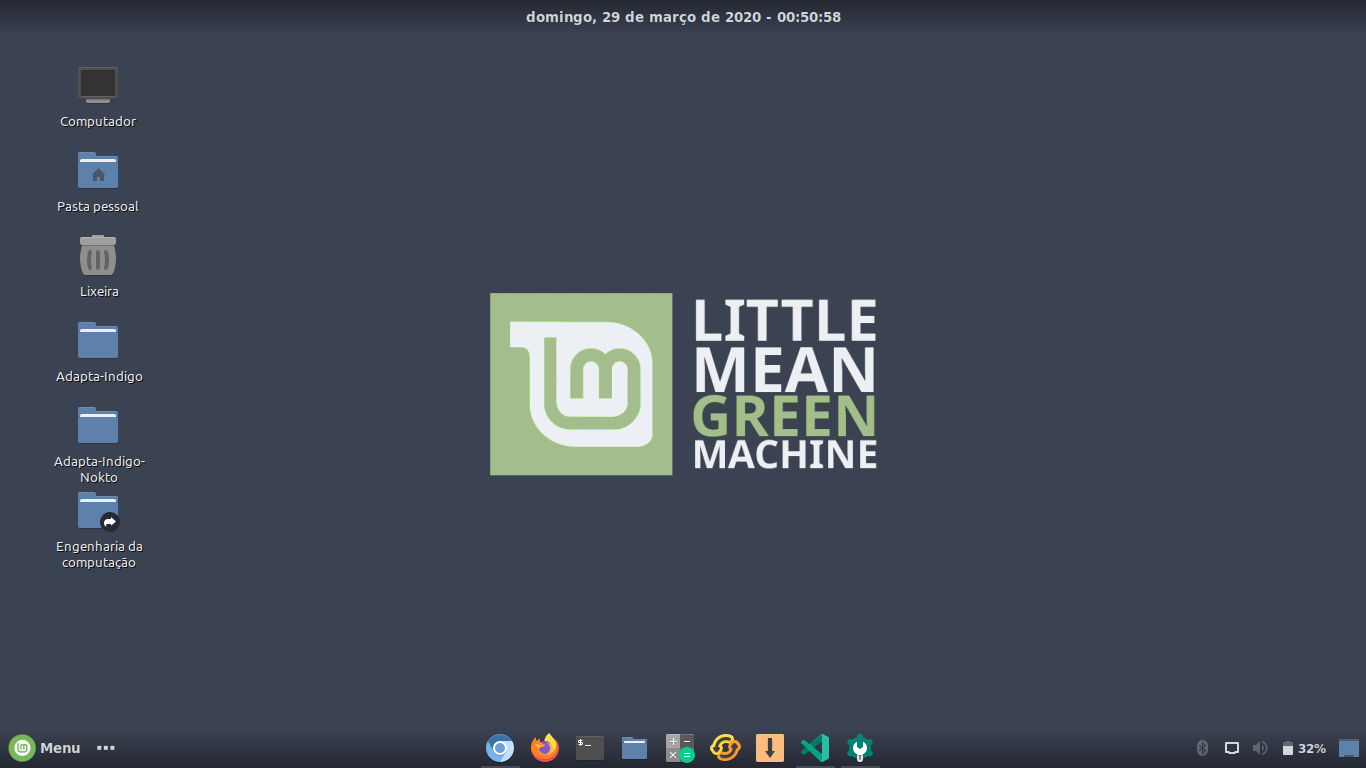 domingo, 29 de março de 2020 - 00:50:58
Computador
Pasta pessoal
Lixeira
Adapta-Indigo
Adapta-Indigo-
Nokto
Engenharia da
computação
LITTLE
MEAN
GREEN
MACHINE
Menu
32%